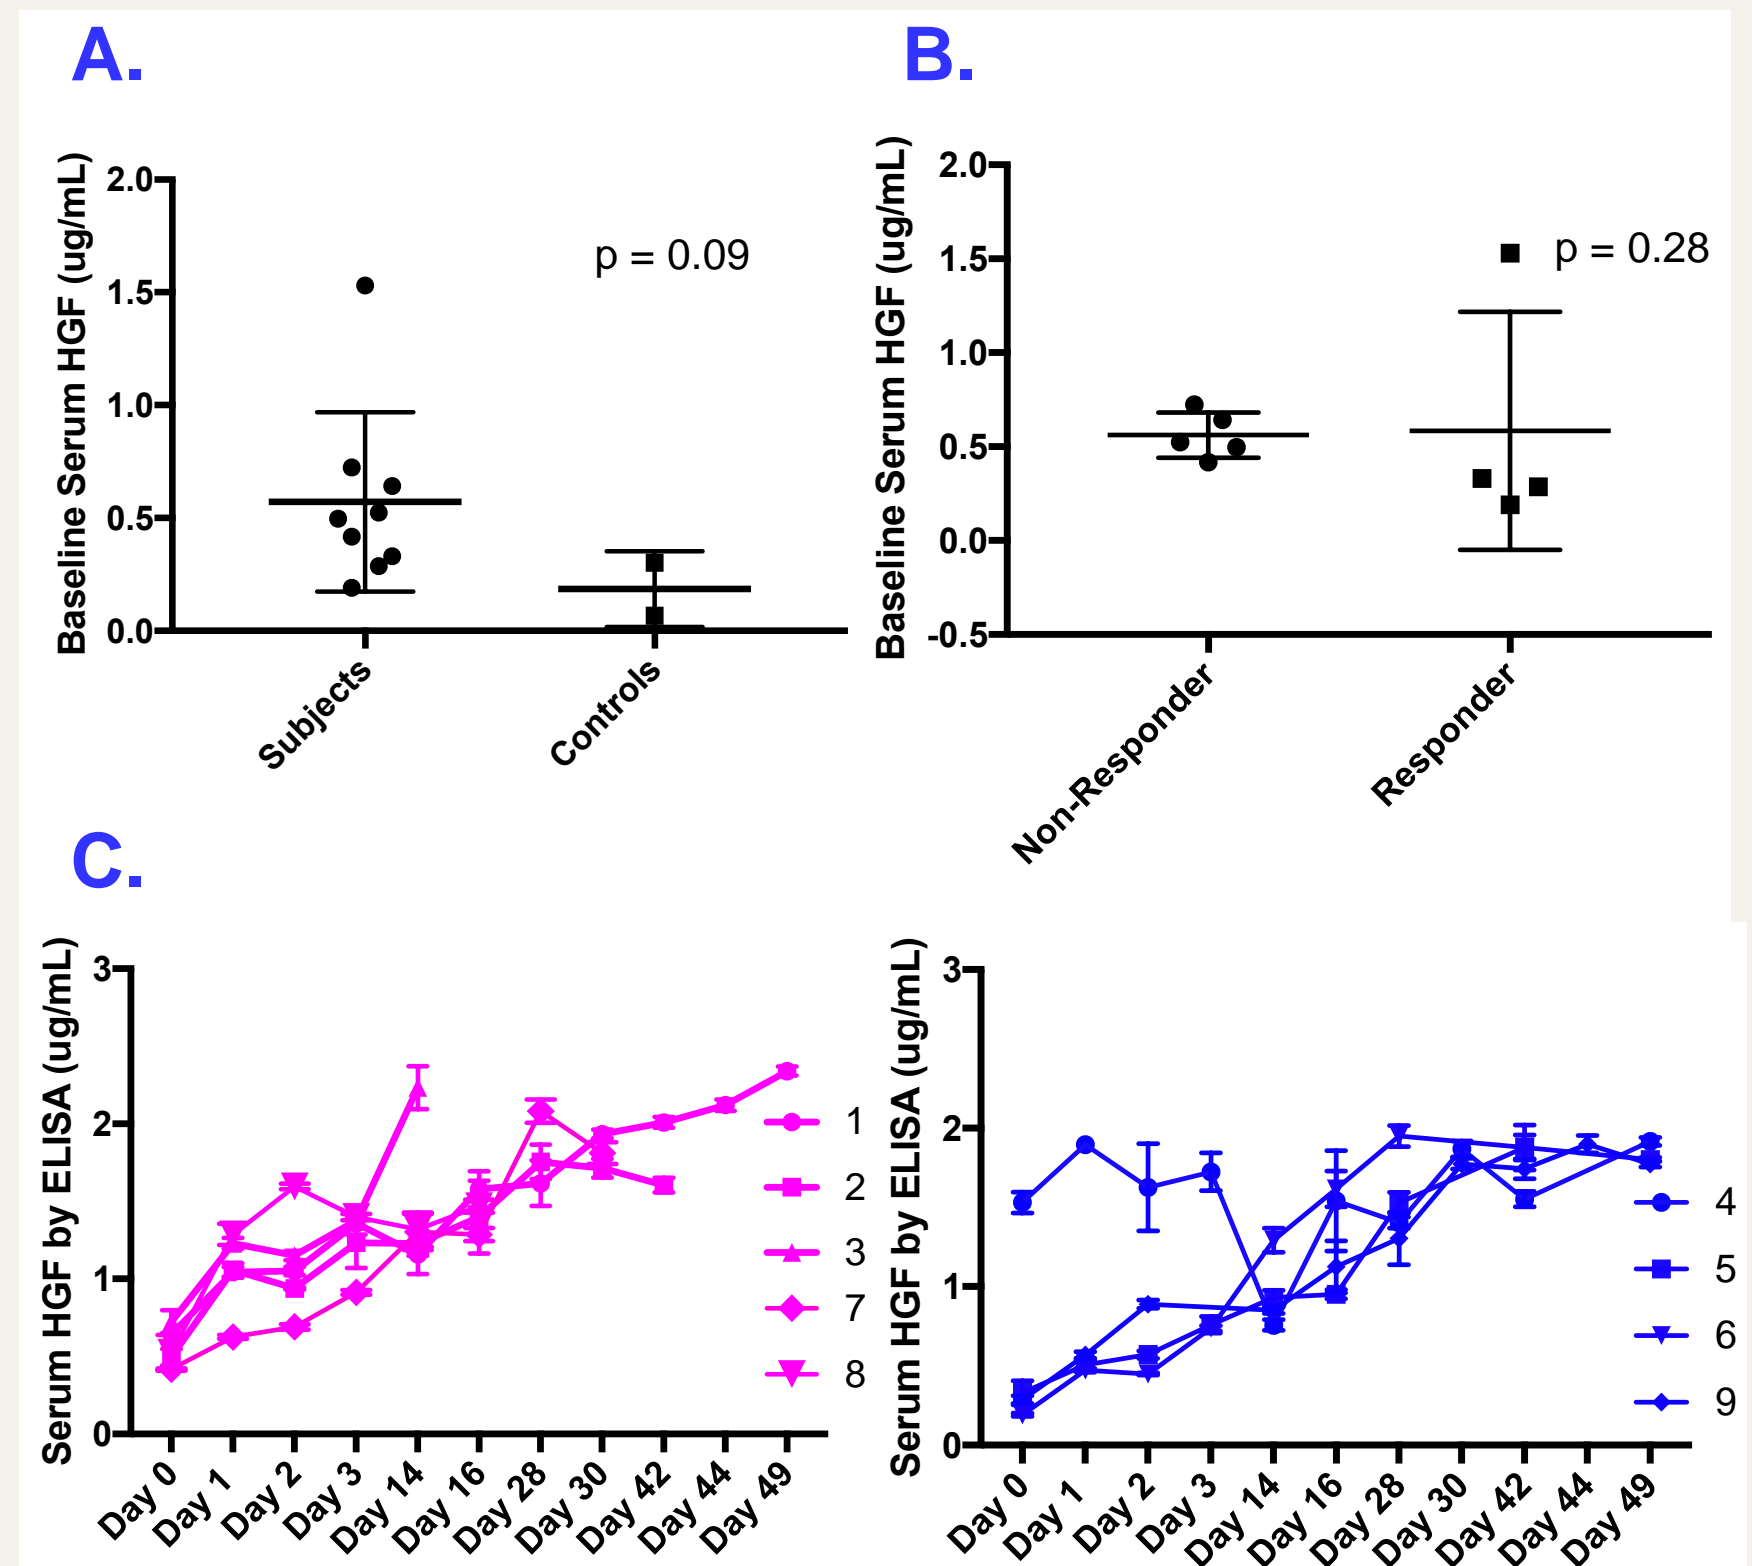 A.
Baseline Serum HGF (ug/mL)
2.0
1.5
1.0
0.5
0.0
p = 0.09
Subjects
Controls
B.
Baseline Serum HGF (ug/mL)
2.0
1.5
1.0
0.5
0.0
-0.5
p = 0.28
Non-Responder
Responder
C.
Serum HGF by ELISA (ug/mL)
3
2
1
0
Day 0
Day 1
Day 2
Day 3
Day 14
Day 16
Day 28
Day 30
Day 42
Day 44
Day 49
1
2
3
7
8
Serum HGF by ELISA (ug/mL)
3
2
1
0
Day 0
Day 1
Day 2
Day 3
Day 14
Day 16
Day 28
Day 30
Day 42
Day 44
Day 49
4
5
6
9